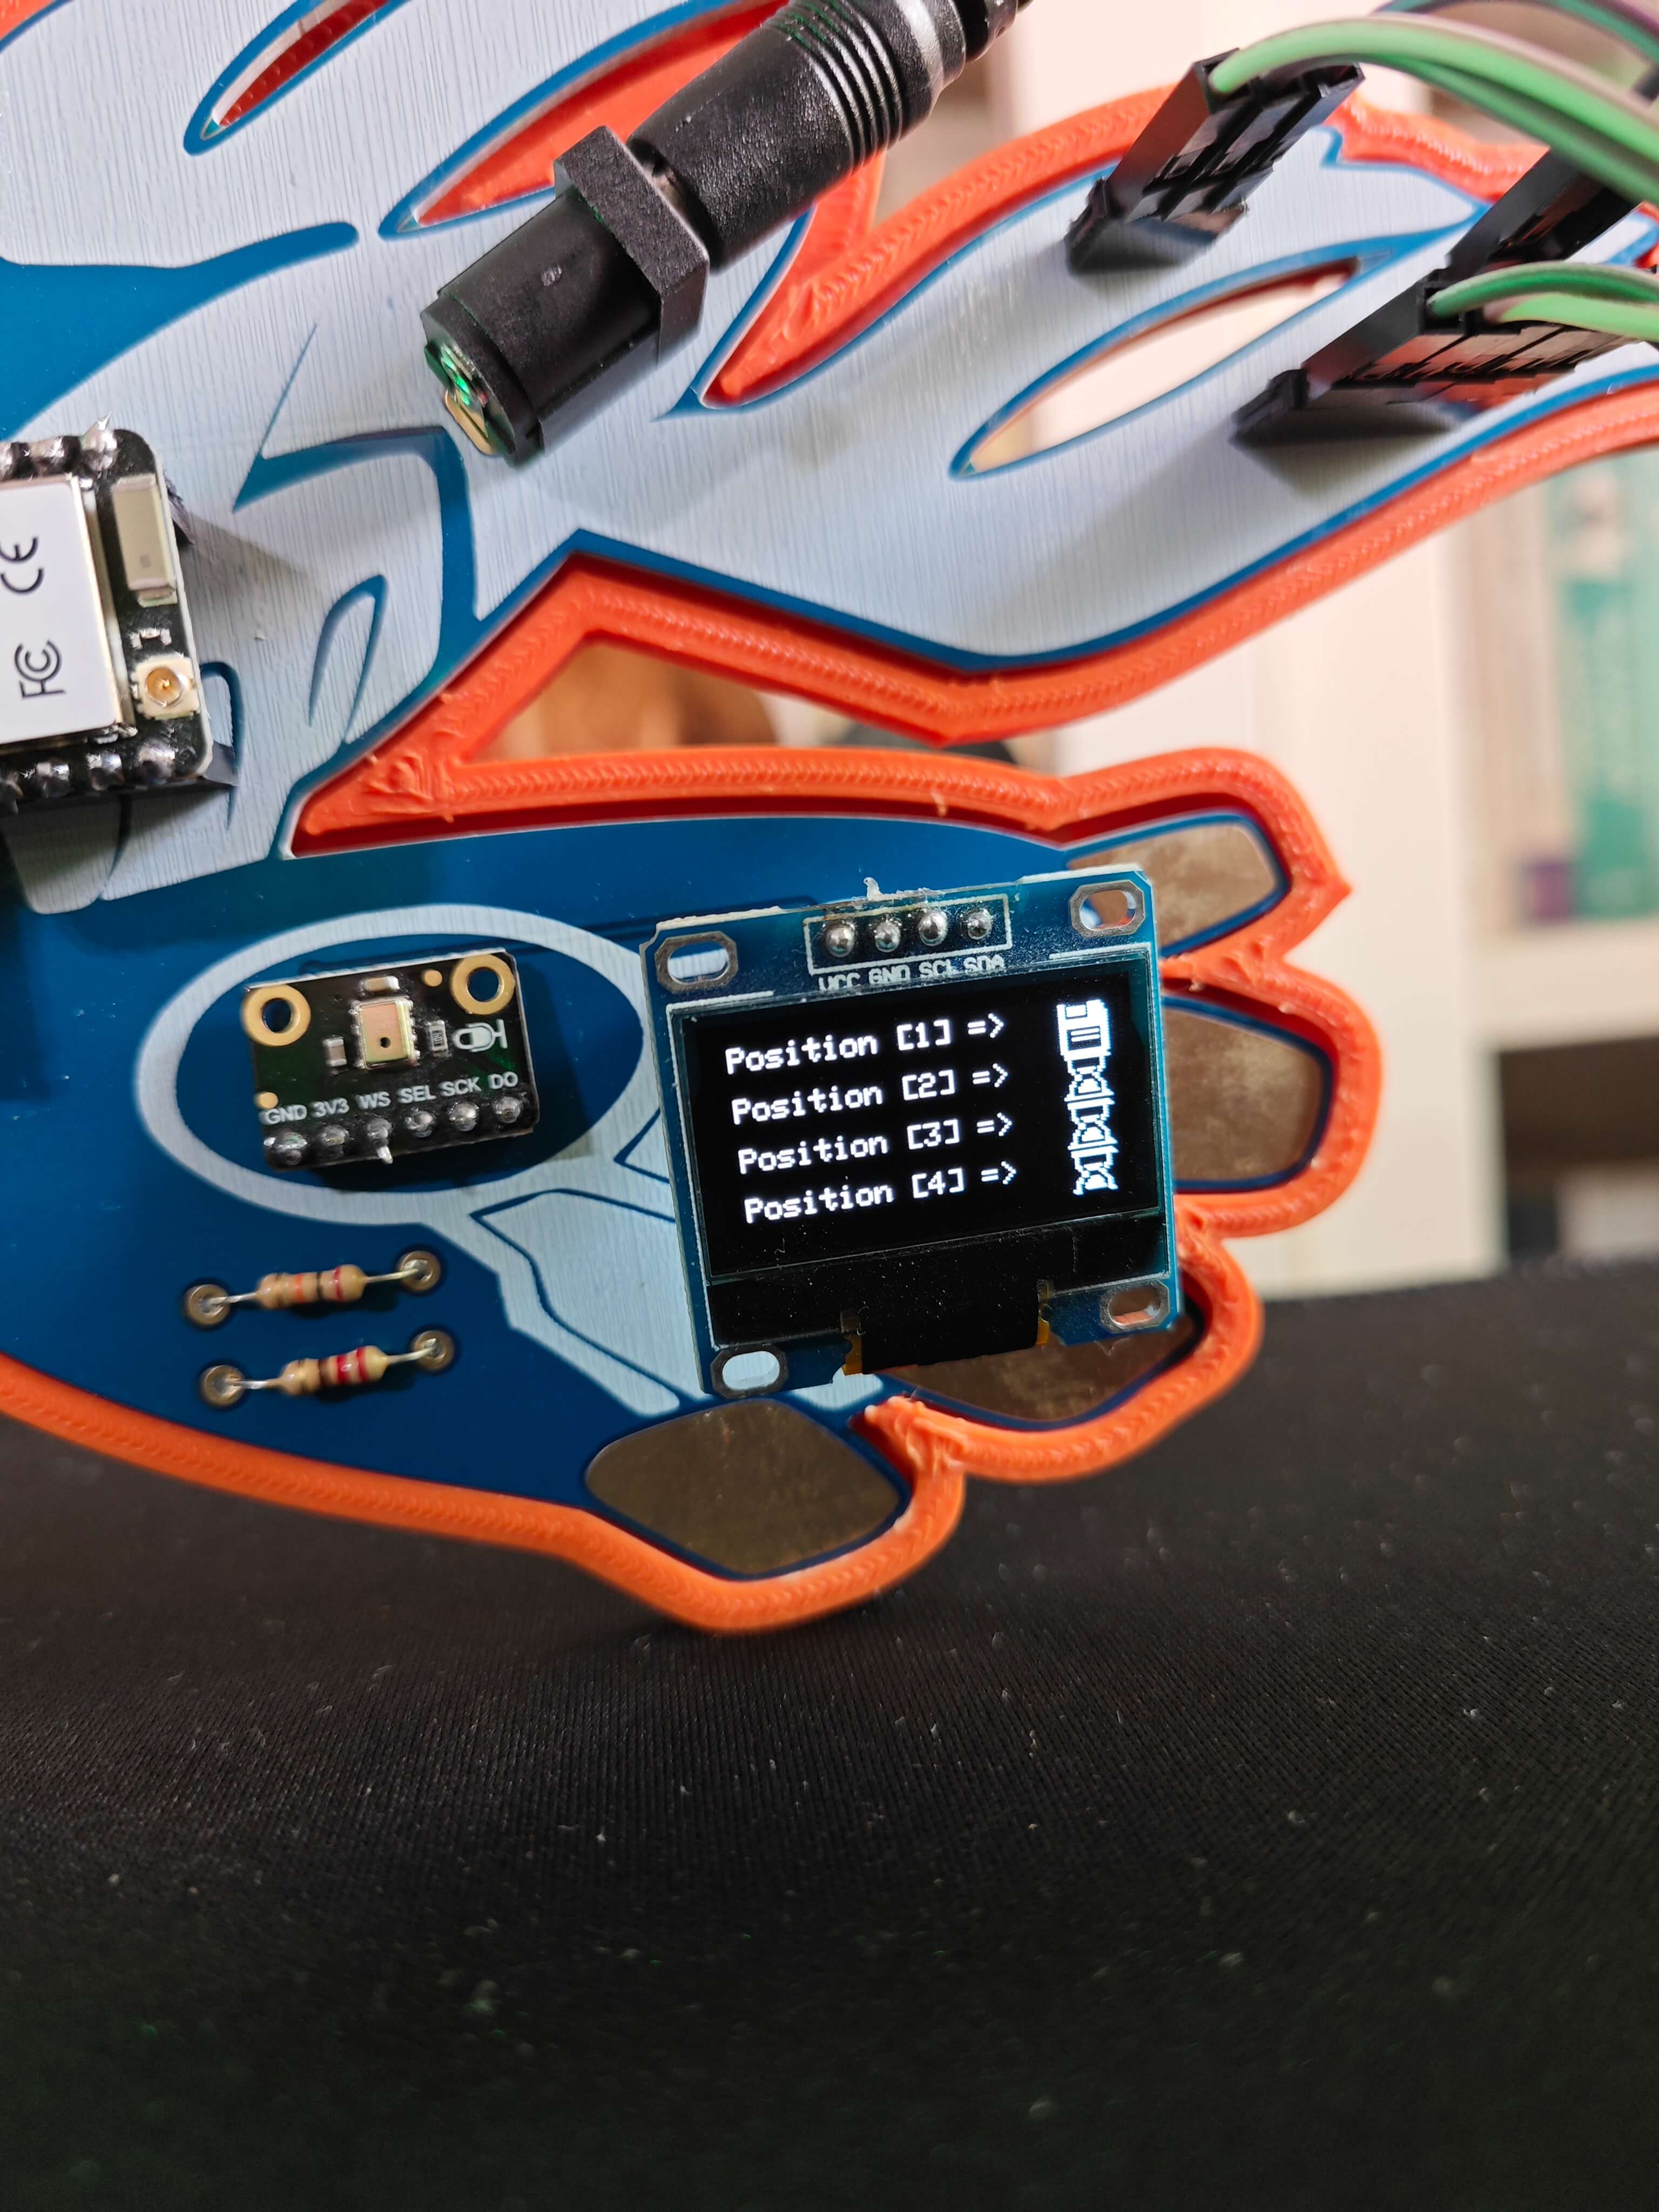 CE
FC
VCC GND SCL SDA
GND 3V3 WS SEL SCK DO
Position [1] =>
Position [2] =>
Position [3] =>
Position [4] =>